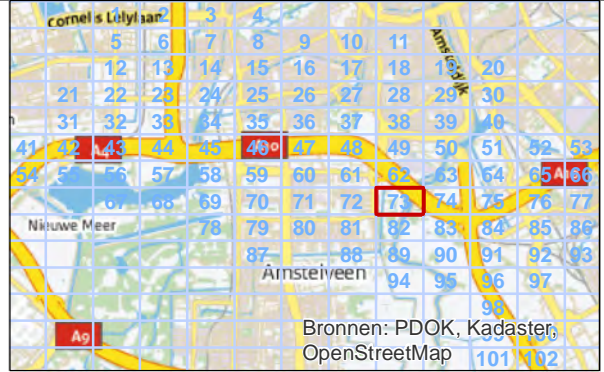 Cornelis Lelylaan
1 2 3 4
5 6 7 8 9 10 11
Amsteldijk
12 13 14 15 16 17 18 19 20
21 22 23 24 25 26 27 28 29 30
31 32 33 34 35 36 37 38 39 40
41 42 43 44 45 46 47 48 49 50 51 52 53
A4
54 55 56 57 58 59 60 61 62 63 64 65 66
67 68 69 70 71 72 73 74 75 76 77
Nieuwe Meer
78 79 80 81 82 83 84 85 86
87 88 89 90 91 92 93
Amstelveen
94 95 96 97
98
A9
Bronnen: PDOK, Kadaster,
OpenStreetMap
101 102